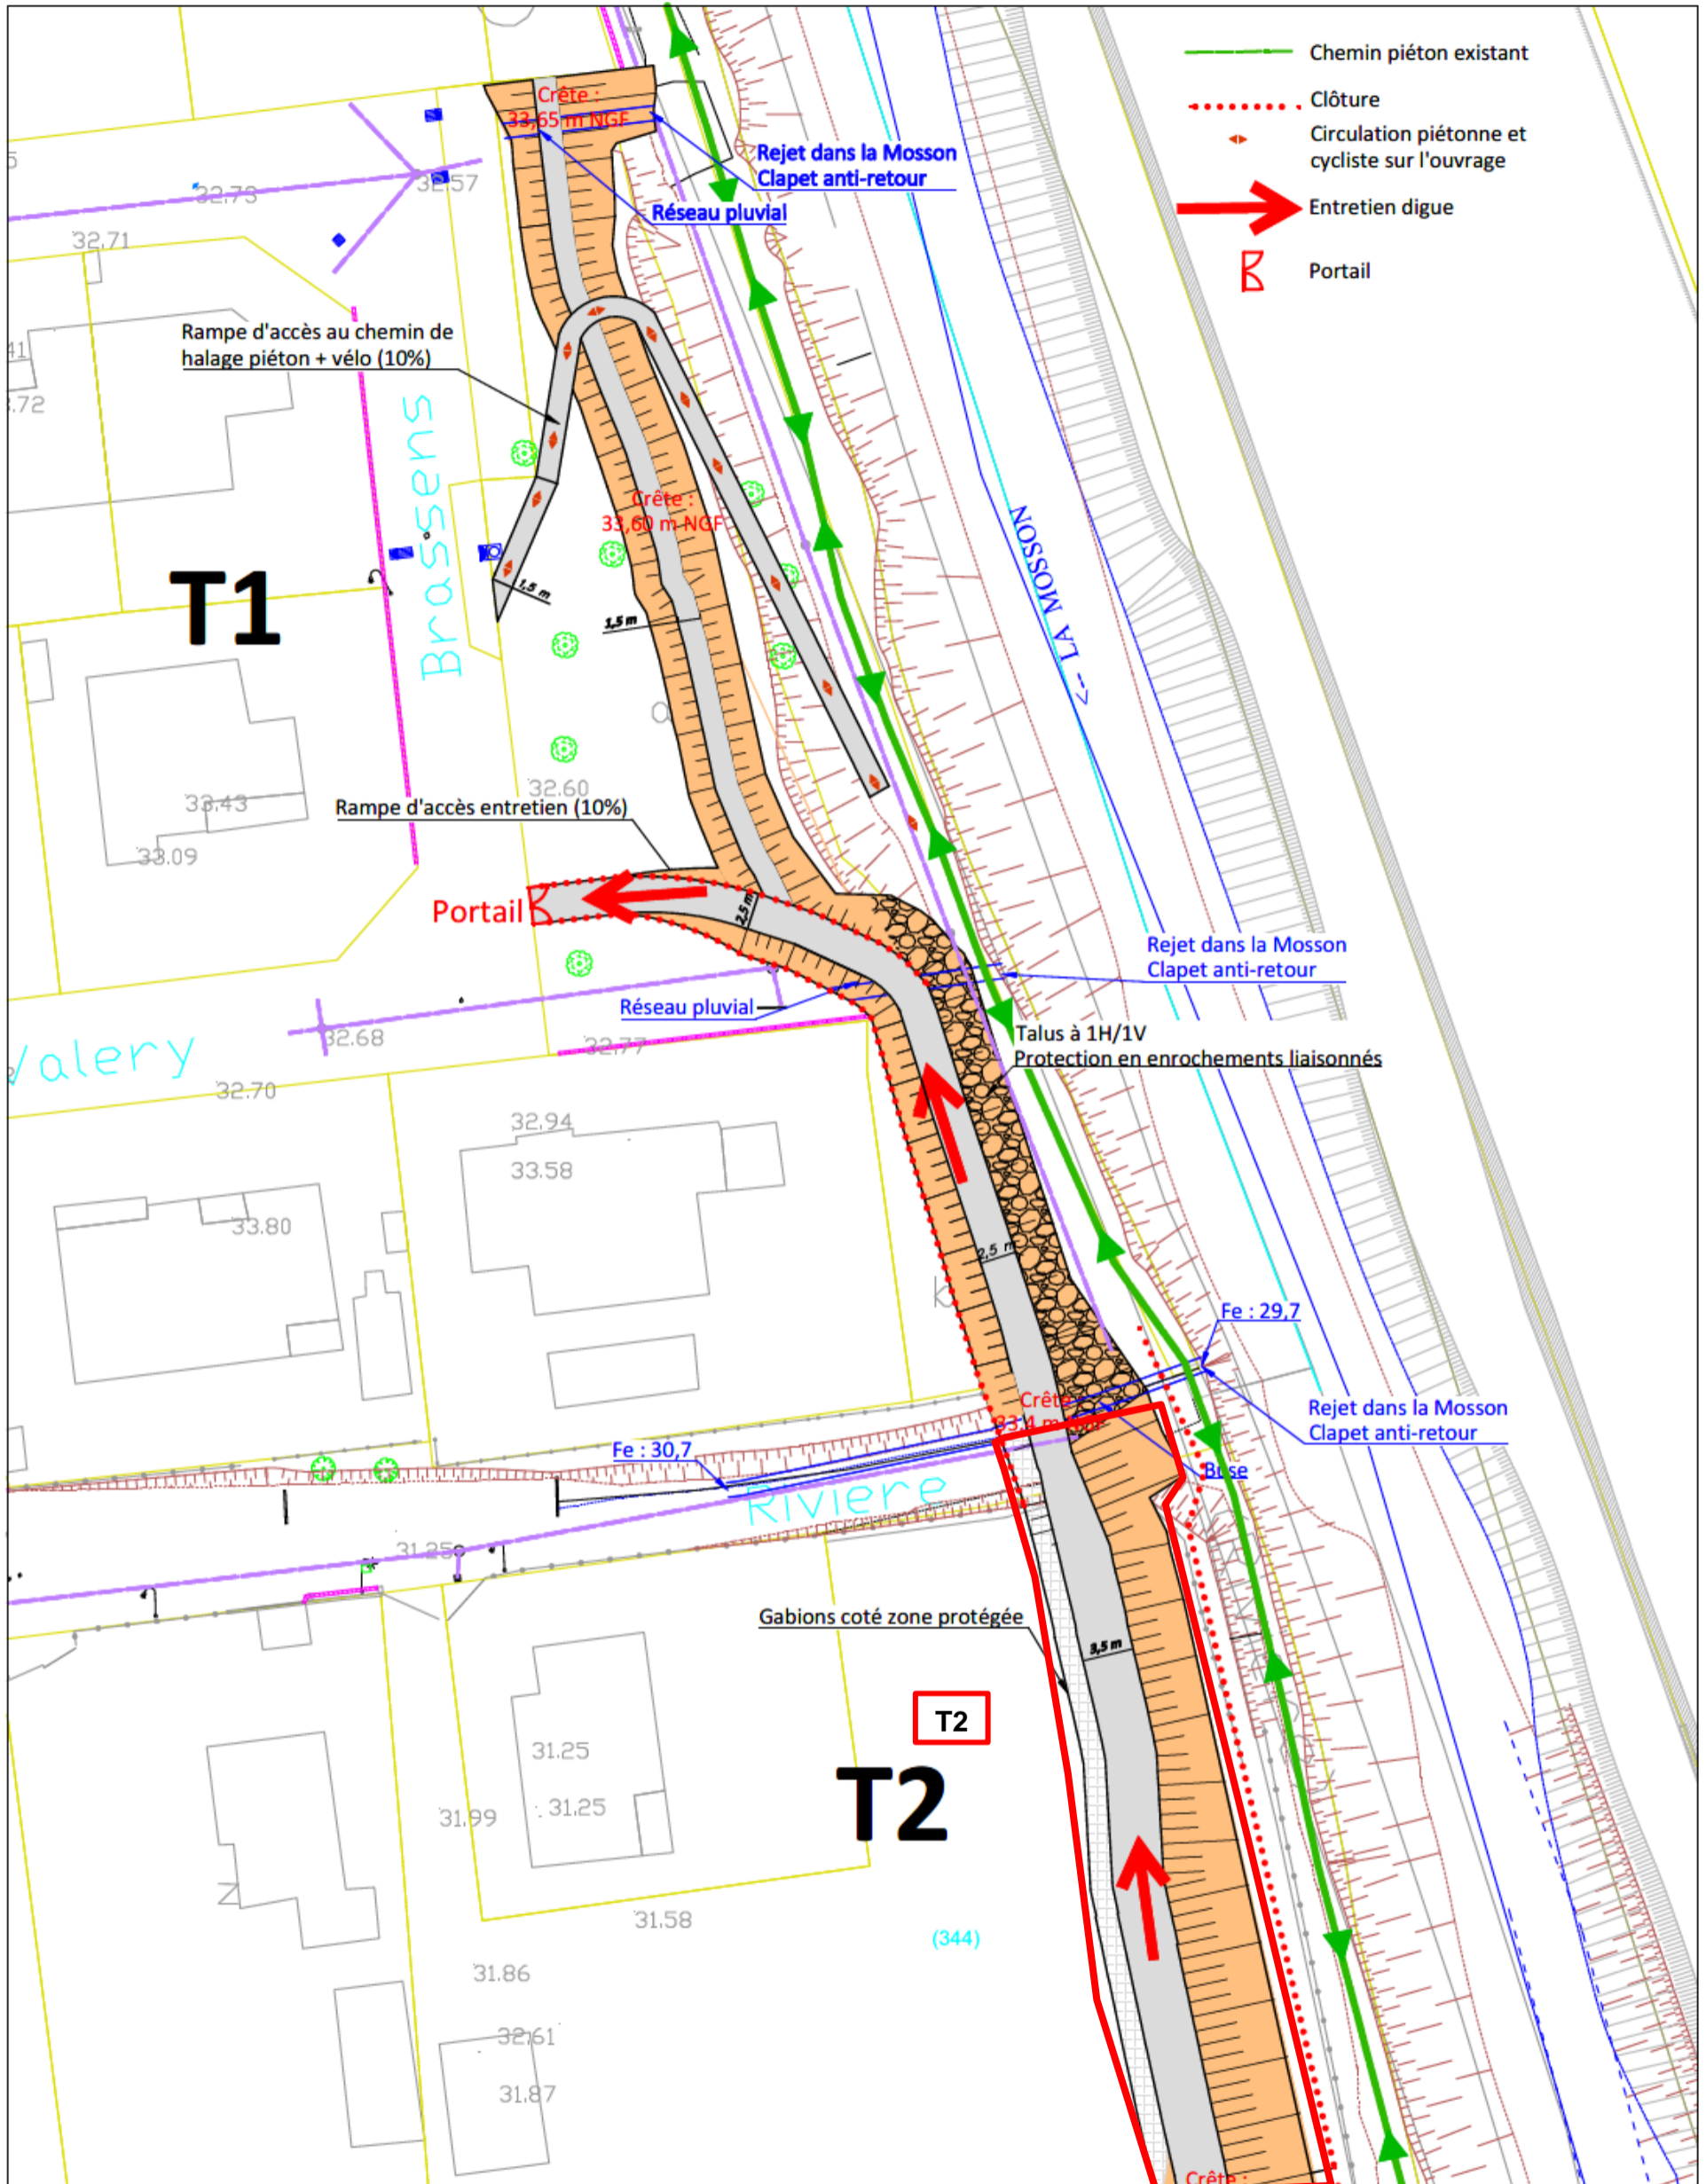 Chemin piéton existant
Clôture
Circulation piétonne et
cycliste sur l'ouvrage
Entretien digue
Portail
Crête :
33,65 m NGF
Rejet dans la Mosson
Clapet anti-retour
Réseau pluvial
32.73
32.57
32.71
Rampe d'accès au chemin de
halage piéton + vélo (10%)
Brassens
Crête :
33,60 m NGF
<-- LA MOSSON
T1
1,5 m
1,5 m
a
32.60
33.43
33.09
Rampe d'accès entretien (10%)
Portail
2,5 m
Rejet dans la Mosson
Clapet anti-retour
Réseau pluvial
32.68
32.77
Valery
32.70
Talus à 1H/1V
Protection en enrochements liaisonnés
32.94
33.58
33.80
2,5 m
b
Fe : 29,7
Crête :
33,4 m NGF
Rejet dans la Mosson
Clapet anti-retour
Fe : 30,7
Buse
Riviere
31.25
Gabions coté zone protégée
3,5 m
T2
T2
31.25
31.25
31.99
N
31.58
(344)
31.86
32.61
31.87
Crête :